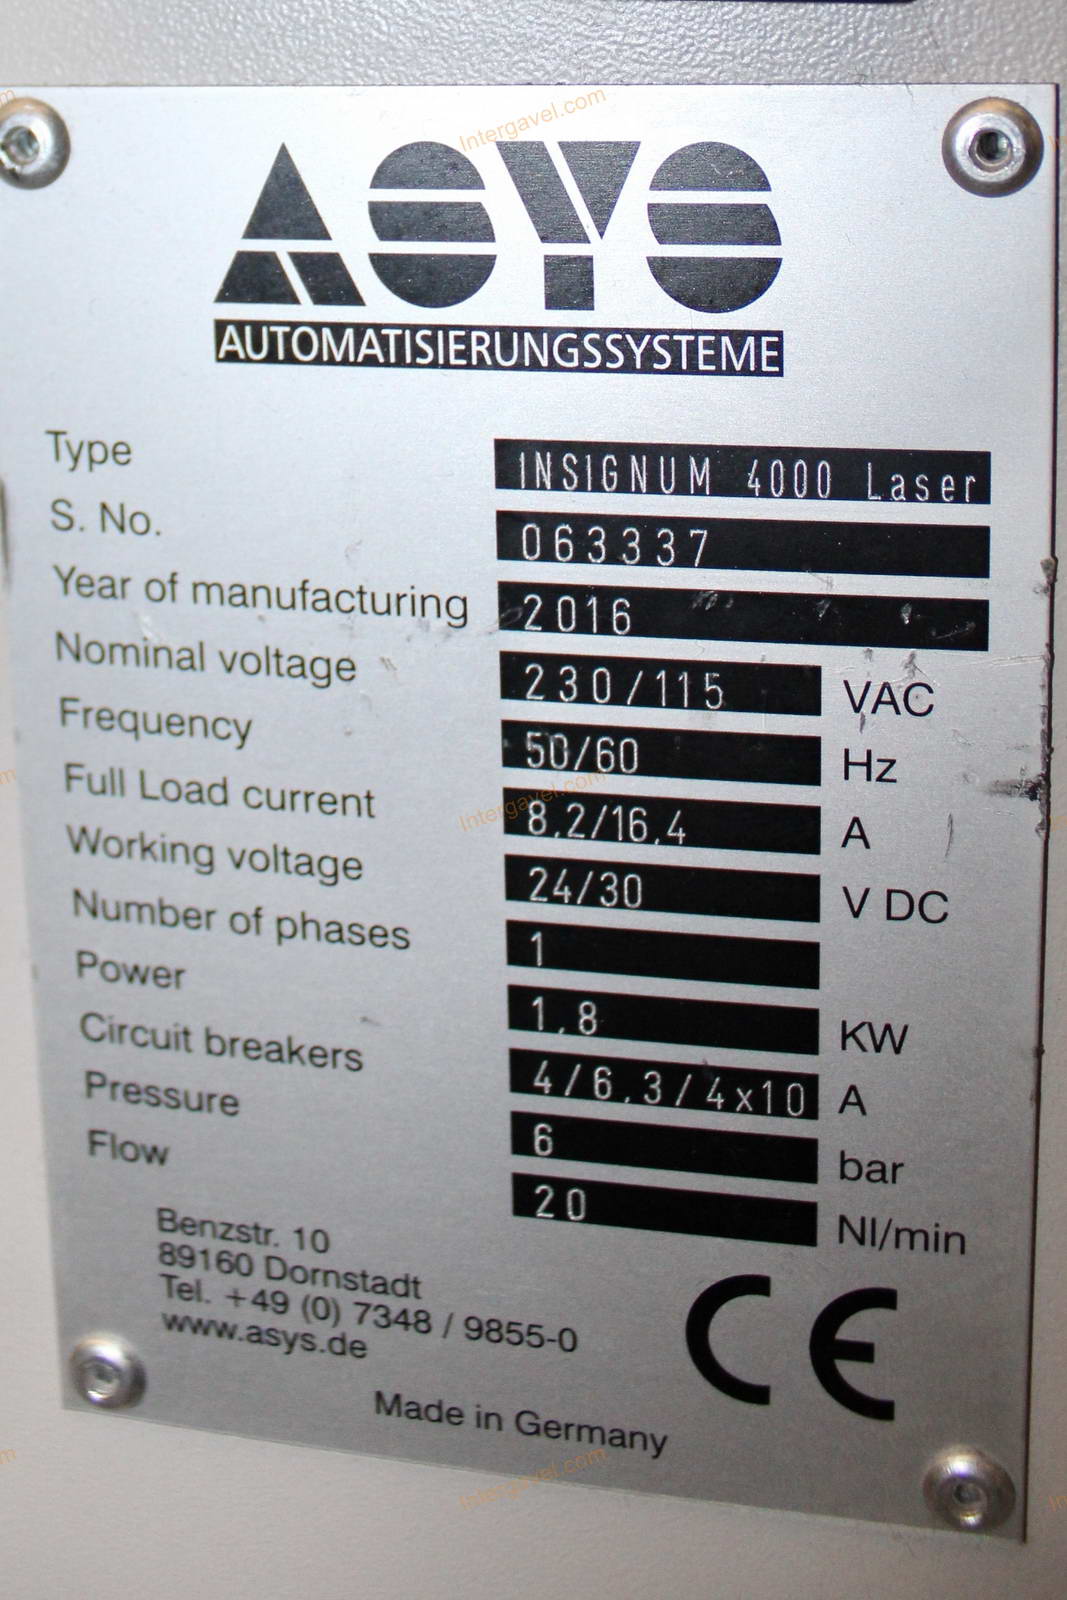 ASYS
AUTOMATISIERUNGSSYSTEME
Type INSIGNUM 4000 Laser
S. No. 063337
Year of manufacturing 2016
Nominal voltage 230/115 VAC
Frequency 50/60 Hz
Full Load current 8,2/16,4 A
Working voltage 24/30 V DC
Number of phases 1
Power 1,8 KW
Circuit breakers 4/6,3/4x10 A
Pressure 6 bar
Flow 20 Nl/min
Benzstr. 10
89160 Dornstadt
Tel. +49 (0) 7348 / 9855-0
www.asys.de
CE
Made in Germany
Intergavel.com
Intergavel.com
Intergavel.com